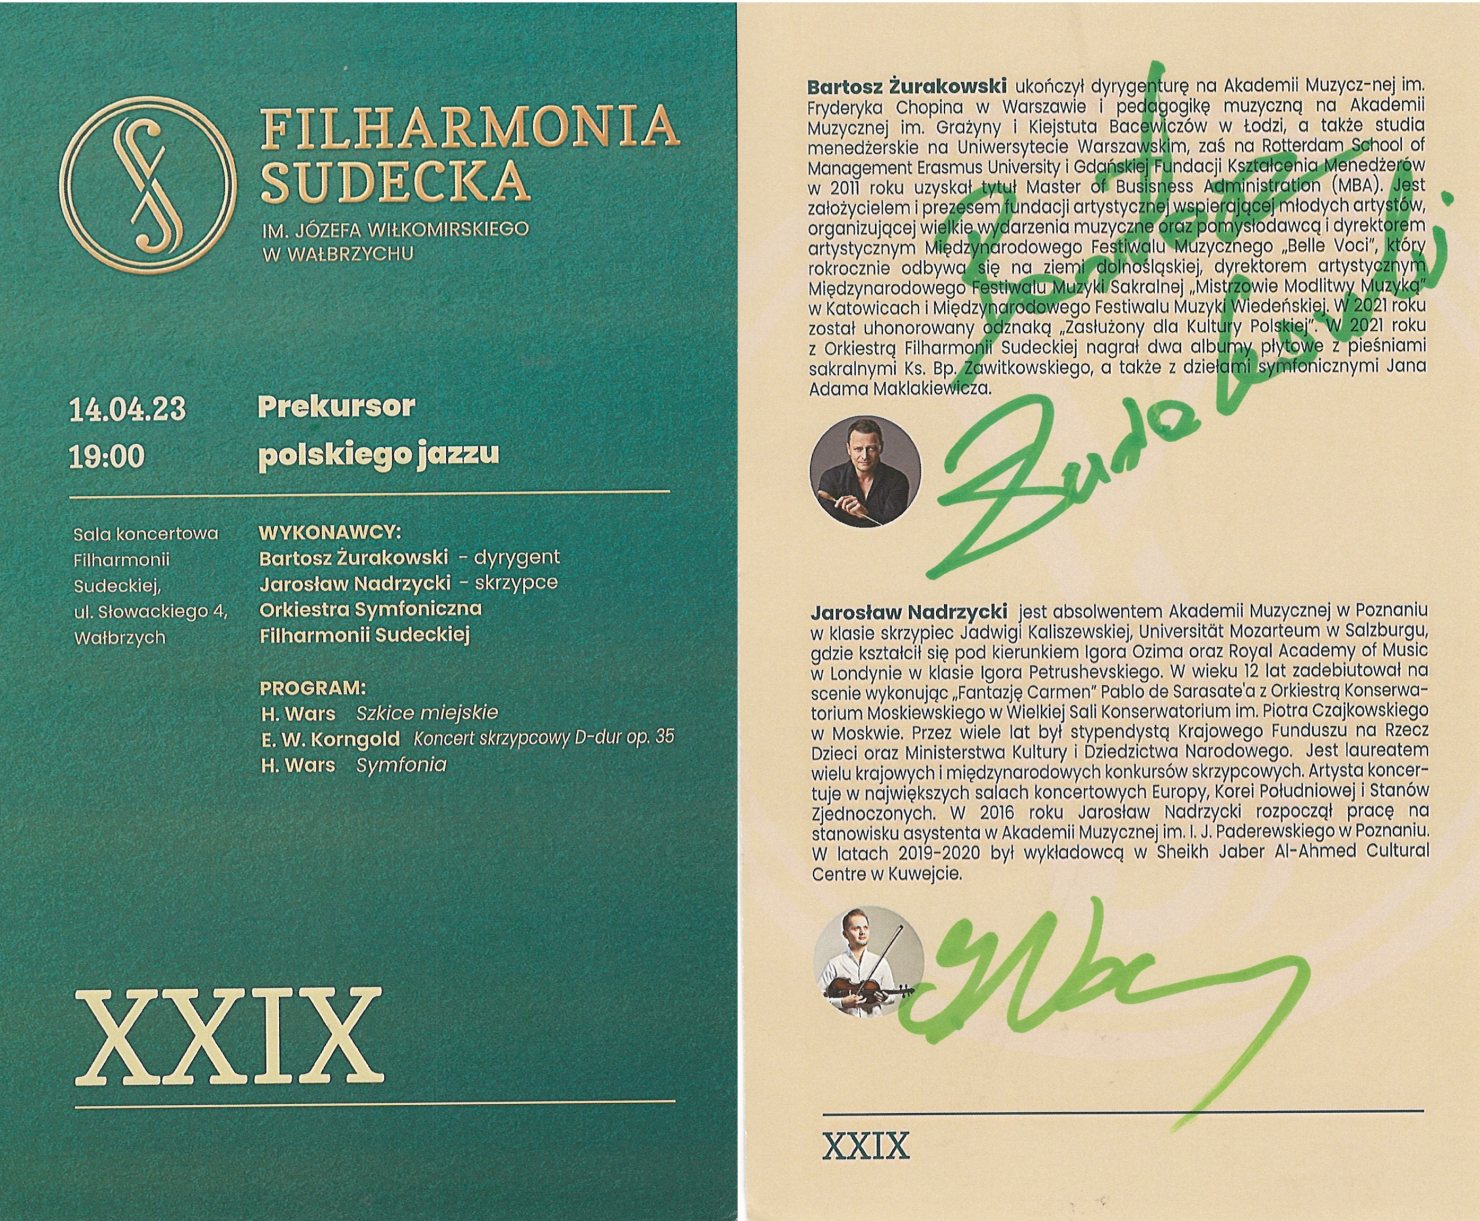 FILHARMONIA
SUDECKA
IM. JÓZEFA WIŁKOMIRSKIEGO
W WAŁBRZYCHU
14.04.23
19:00
Prekursor
polskiego jazzu
Sala koncertowa
Filharmonii
Sudeckiej,
ul. Słowackiego 4,
Wałbrzych
WYKONAWCY:
Bartosz Żurakowski - dyrygent
Jarosław Nadrzycki - skrzypce
Orkiestra Symfoniczna
Filharmonii Sudeckiej
PROGRAM:
H. Wars Szkice miejskie
E. W. Korngold Koncert skrzypcowy D-dur op. 35
H. Wars Symfonia
XXIX
Bartosz Żurakowski ukończył dyrygenturę na Akademii Muzycz-nej im.
Fryderyka Chopina w Warszawie i pedagogikę muzyczną na Akademii
Muzycznej im. Grażyny i Kiejstuta Bacewiczów w Łodzi, a także studia
menedżerskie na Uniwersytecie Warszawskim, zaś na Rotterdam School of
Management Erasmus University i Gdańskiej Fundacji Kształcenia Menedżerów
w 2011 roku uzyskał tytuł Master of Busisness Administration (MBA). Jest
założycielem i prezesem fundacji artystycznej wspierającej młodych artystów,
organizującej wielkie wydarzenia muzyczne oraz pomysłodawcą i dyrektorem
artystycznym Międzynarodowego Festiwalu Muzycznego „Belle Voci”, który
rokrocznie odbywa się na ziemi dolnośląskiej, dyrektorem artystycznym
Międzynarodowego Festiwalu Muzyki Sakralnej „Mistrzowie Modlitwy Muzyką”
w Katowicach i Międzynarodowego Festiwalu Muzyki Wiedeńskiej. W 2021 roku
został uhonorowany odznaką „Zasłużony dla Kultury Polskiej”. W 2021 roku
z Orkiestrą Filharmonii Sudeckiej nagrał dwa albumy płytowe z pieśniami
sakralnymi Ks. Bp. Zawitkowskiego, a także z dziełami symfonicznymi Jana
Adama Maklakiewicza.
Bartosz
Żurakowski
Jarosław Nadrzycki jest absolwentem Akademii Muzycznej w Poznaniu
w klasie skrzypiec Jadwigi Kaliszewskiej, Universität Mozarteum w Salzburgu,
gdzie kształcił się pod kierunkiem Igora Ozima oraz Royal Academy of Music
w Londynie w klasie Igora Petrushevskiego. W wieku 12 lat zadebiutował na
scenie wykonując „Fantazję Carmen” Pablo de Sarasate'a z Orkiestrą Konserwa-
torium Moskiewskiego w Wielkiej Sali Konserwatorium im. Piotra Czajkowskiego
w Moskwie. Przez wiele lat był stypendystą Krajowego Funduszu na Rzecz
Dzieci oraz Ministerstwa Kultury i Dziedzictwa Narodowego. Jest laureatem
wielu krajowych i międzynarodowych konkursów skrzypcowych. Artysta koncer-
tuje w największych salach koncertowych Europy, Korei Południowej i Stanów
Zjednoczonych. W 2016 roku Jarosław Nadrzycki rozpoczął pracę na
stanowisku asystenta w Akademii Muzycznej im. I. J. Paderewskiego w Poznaniu.
W latach 2019-2020 był wykładowcą w Sheikh Jaber Al-Ahmed Cultural
Centre w Kuwejcie.
XXIX